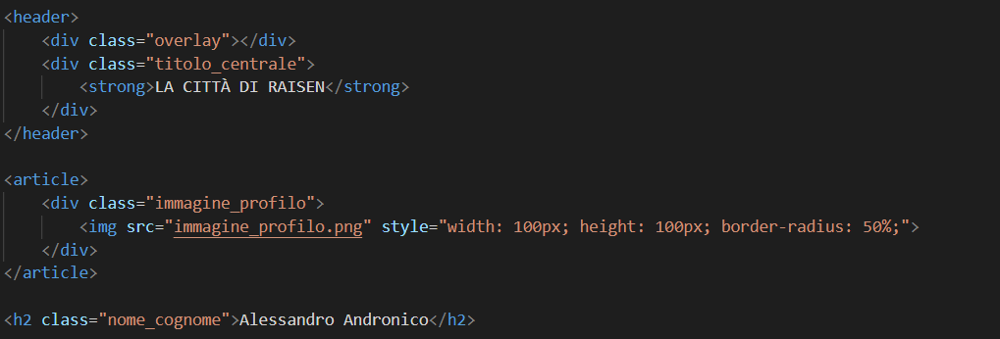 <header>
<div class="overlay"></div>
<div class="titolo_centrale">
<strong>LA CITTÀ DI RAISEN</strong>
</div>
</header>
<article>
<div class="immagine_profilo">
<img src="immagine_profilo.png" style="width: 100px; height: 100px; border-radius: 50%;">
</div>
</article>
<h2 class="nome_cognome">Alessandro Andronico</h2>